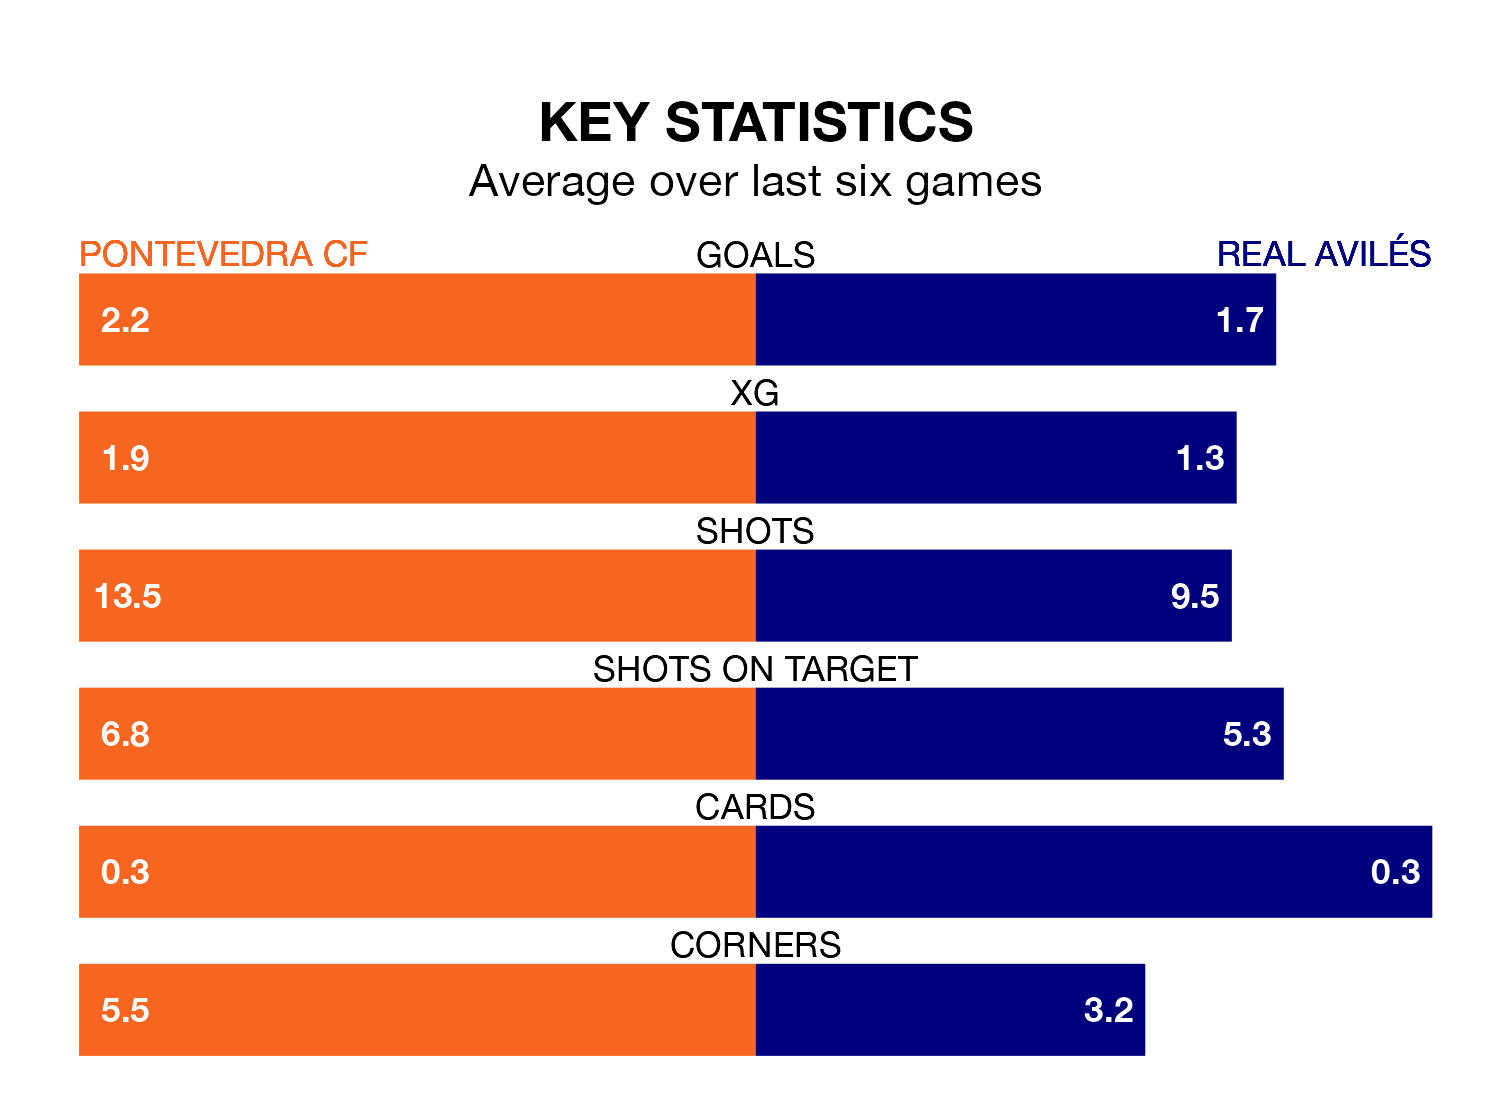 KEY STATISTICS
Average over last six games
PONTEVEDRA CF GOALS REAL AVILÉS
2.2 1.7
XG
1.9 1.3
SHOTS
13.5 9.5
SHOTS ON TARGET
6.8 5.3
CARDS
0.3 0.3
CORNERS
5.5 3.2